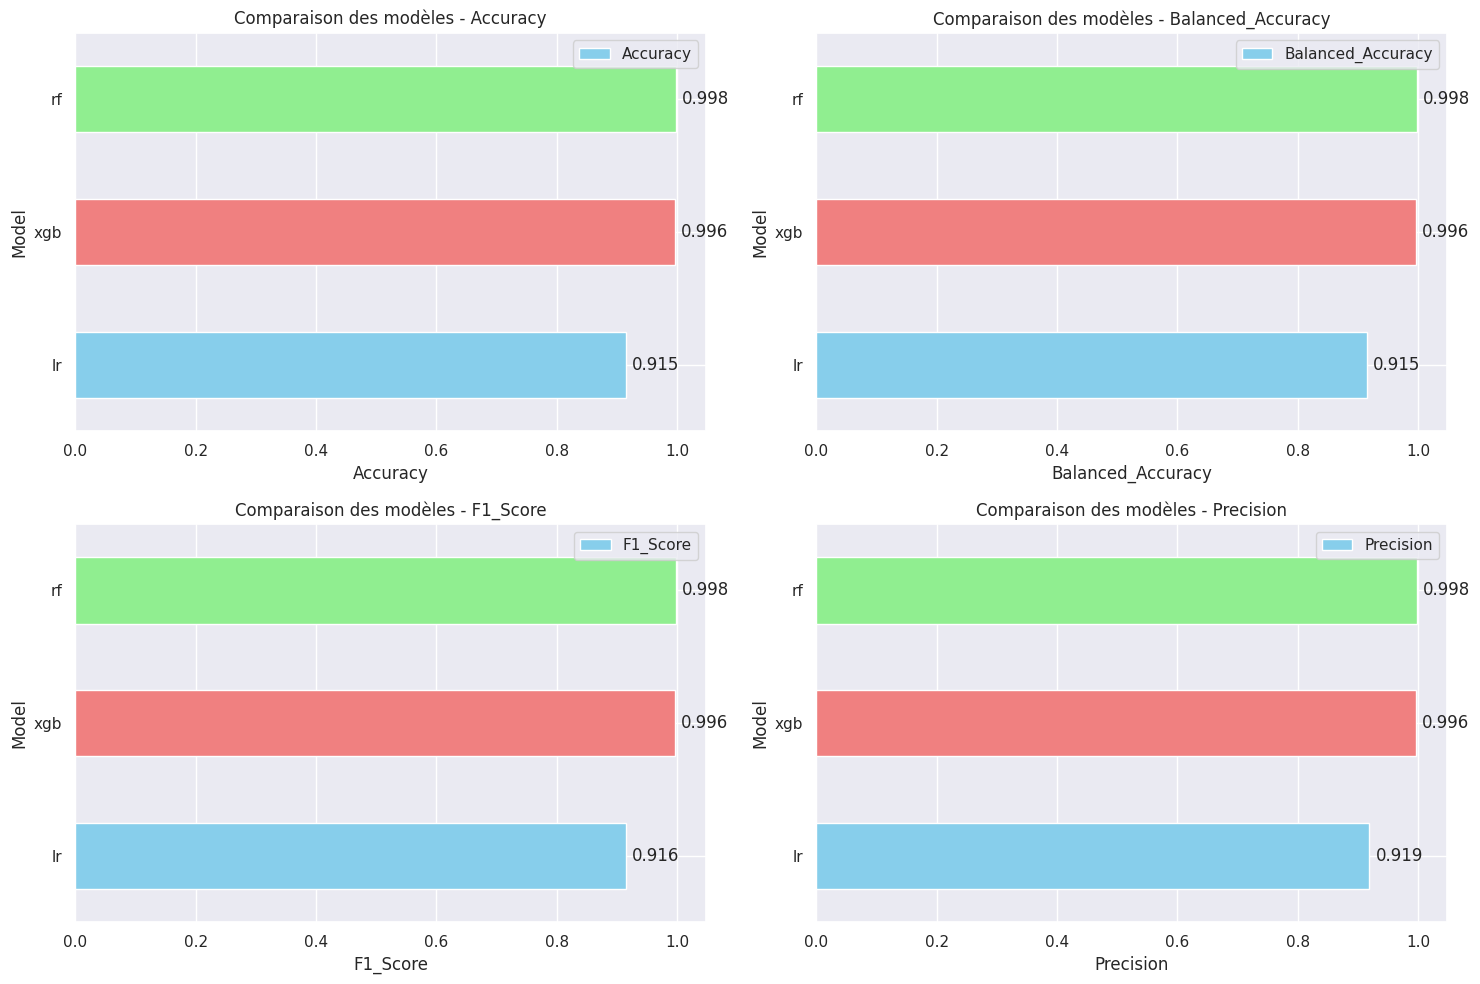 Comparaison des modèles - Accuracy
Accuracy
rf
0.998
xgb
0.996
lr
0.915
Model
0.0 0.2 0.4 0.6 0.8 1.0
Accuracy
Comparaison des modèles - Balanced_Accuracy
Balanced_Accuracy
rf
0.998
xgb
0.996
lr
0.915
Model
0.0 0.2 0.4 0.6 0.8 1.0
Balanced_Accuracy
Comparaison des modèles - F1_Score
F1_Score
rf
0.998
xgb
0.996
lr
0.916
Model
0.0 0.2 0.4 0.6 0.8 1.0
F1_Score
Comparaison des modèles - Precision
Precision
rf
0.998
xgb
0.996
lr
0.919
Model
0.0 0.2 0.4 0.6 0.8 1.0
Precision